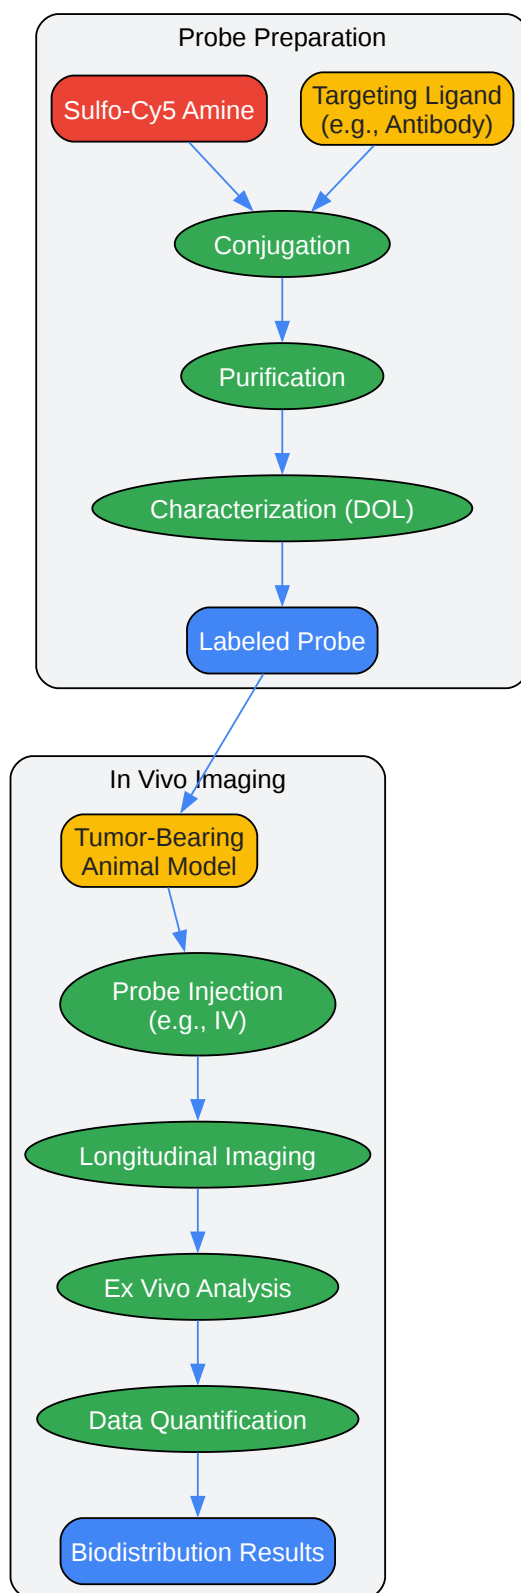 Probe Preparation
Sulfo-Cy5 Amine
Targeting Ligand
(e.g., Antibody)
Conjugation
Purification
Characterization (DOL)
Labeled Probe
In Vivo Imaging
Tumor-Bearing
Animal Model
Probe Injection
(e.g., IV)
Longitudinal Imaging
Ex Vivo Analysis
Data Quantification
Biodistribution Results